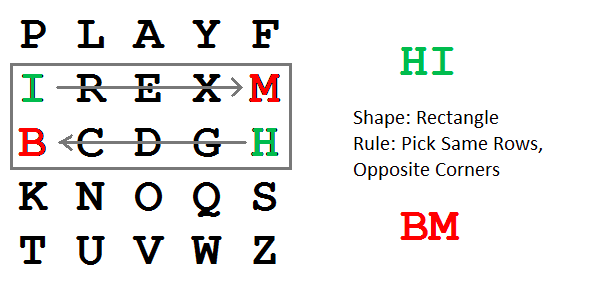 P L A Y F
I R E X M
B C D G H
K N O Q S
T U V W Z
HI
Shape: Rectangle
Rule: Pick Same Rows,
Opposite Corners
BM